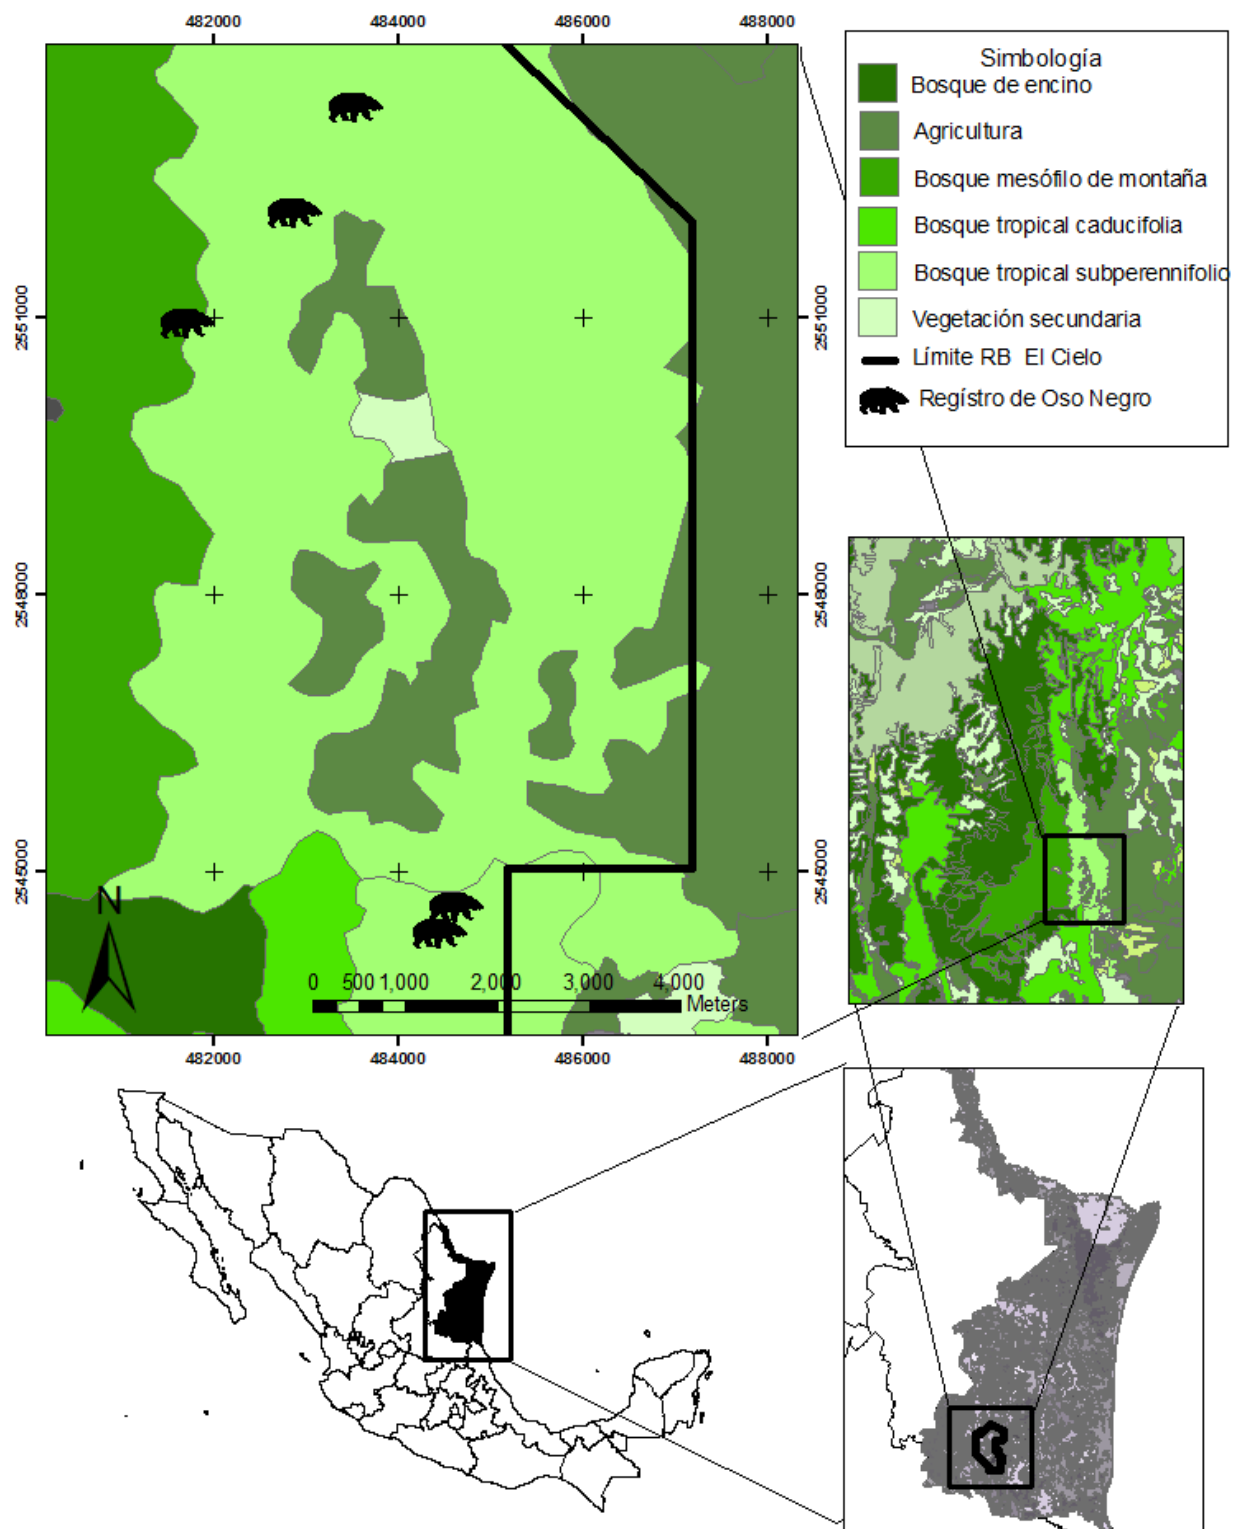 482000 484000 486000 488000
Simbología
Bosque de encino
Agricultura
Bosque mesófilo de montaña
Bosque tropical caducifolia
Bosque tropical subperennifolio
Vegetación secundaria
Límite RB El Cielo
Regístro de Oso Negro
2551000 2551000
2548000 2548000
2545000 2545000
N
0 500 1,000 2,000 3,000 4,000
Meters
482000 484000 486000 488000